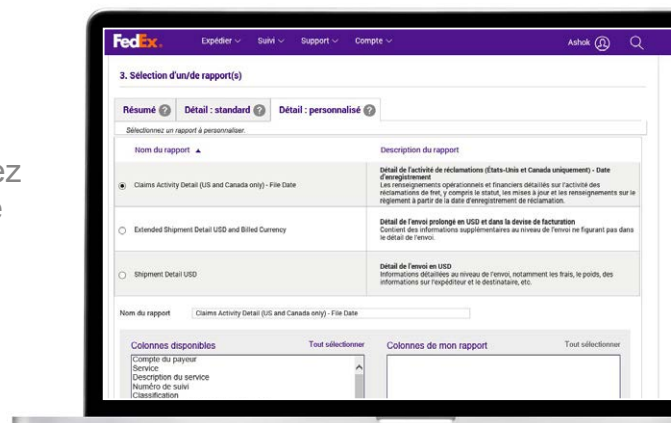 ez
e
FedEx.
Expédier
Suivi
Support
Compte
Ashok
3. Sélection d'un/de rapport(s)
Résumé ?
Détail : standard ?
Détail : personnalisé ?
Sélectionnez un rapport à personnaliser.
Nom du rapport
Description du rapport
Claims Activity Detail (US and Canada only) - File Date
Détail de l'activité de réclamations (États-Unis et Canada uniquement) - Date
d'enregistrement
Les renseignements opérationnels et financiers détaillés sur l'activité des
réclamations de fret, y compris le statut, les mises à jour et les renseignements sur le
règlement à partir de la date d'enregistrement de réclamation.
Extended Shipment Detail USD and Billed Currency
Détail de l'envoi prolongé en USD et dans la devise de facturation
Contient des informations supplémentaires au niveau de l'envoi ne figurant pas dans
le détail de l'envoi.
Shipment Detail USD
Détail de l'envoi en USD
Informations détaillées au niveau de l'envoi, notamment les frais, le poids, des
informations sur l'expéditeur et le destinataire, etc.
Nom du rapport
Claims Activity Detail (US and Canada only) - File Date
Colonnes disponibles
Tout sélectionner
Colonnes de mon rapport
Tout sélectionner
Compte du payeur
Service
Description du service
Numéro de suivi
Classification